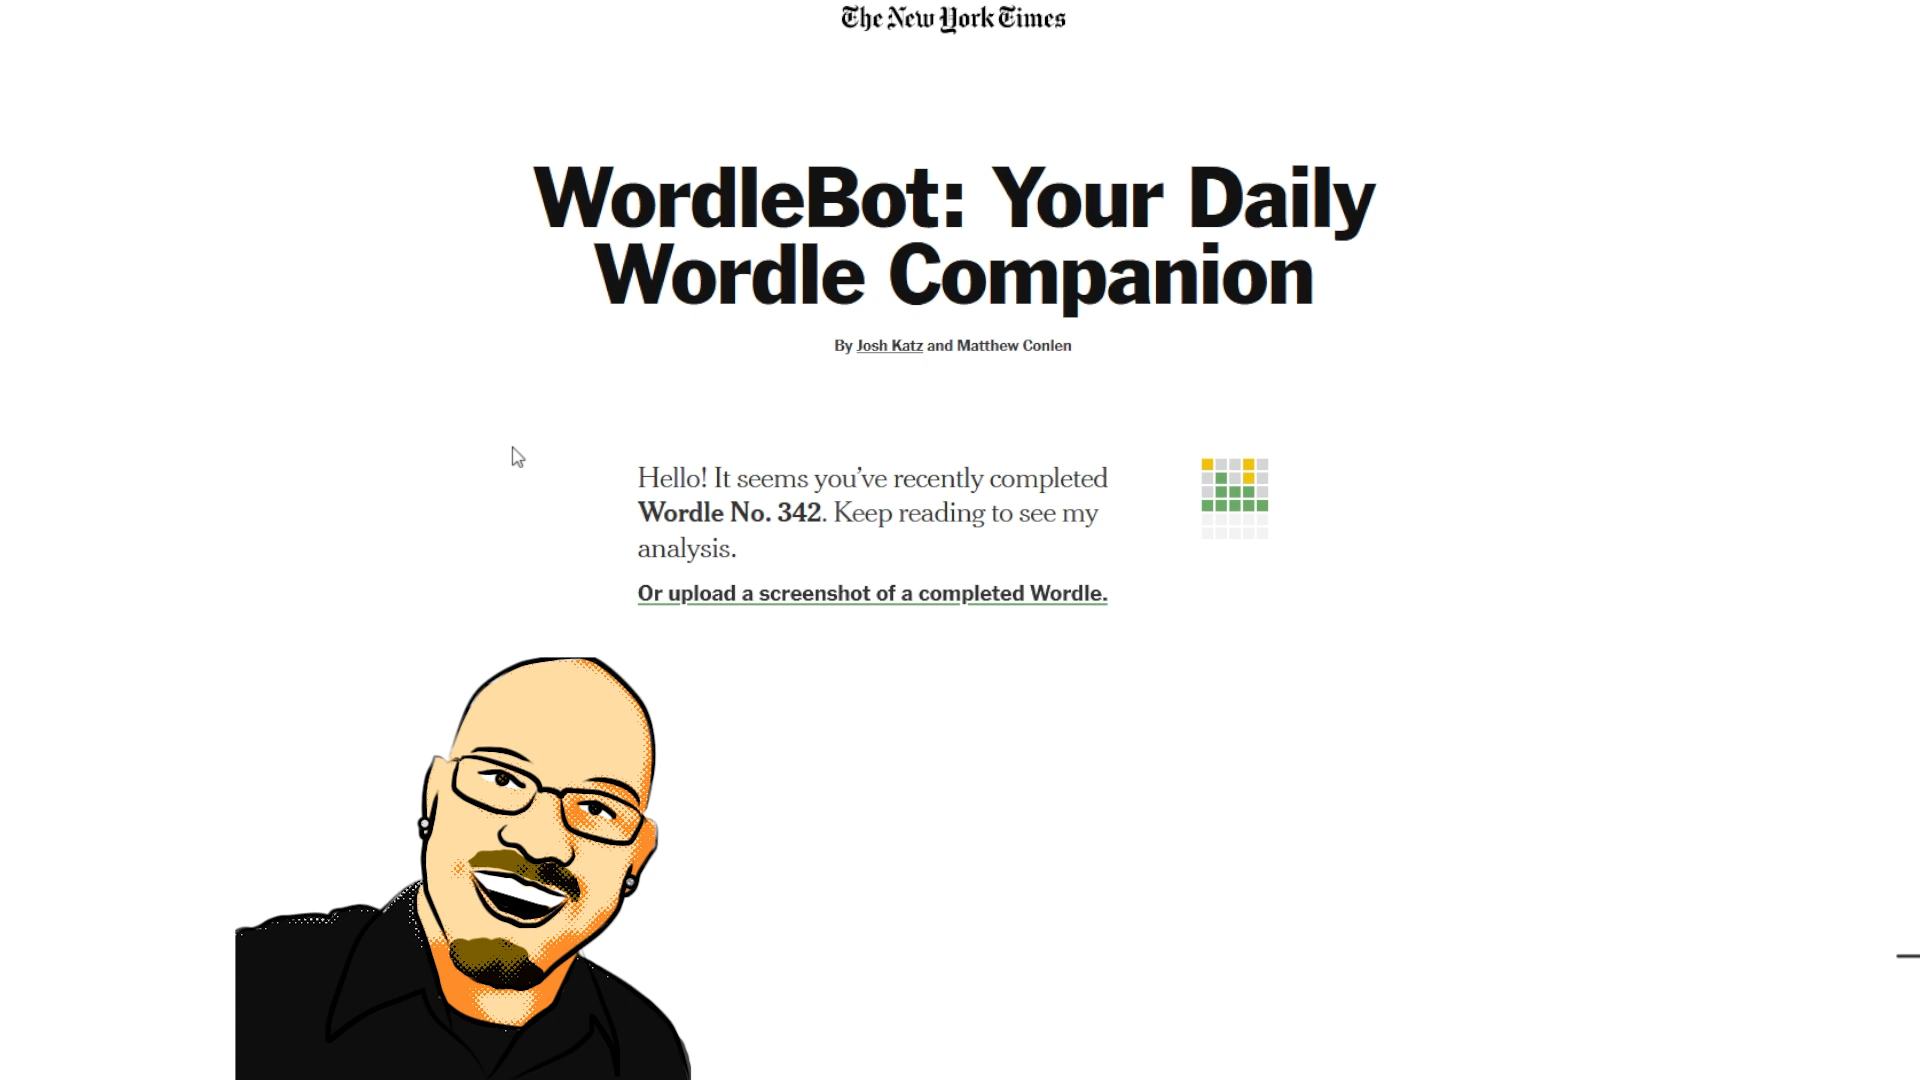 The New York Times
WordleBot: Your Daily
Wordle Companion
By Josh Katz and Matthew Conlen
Hello! It seems you’ve recently completed
Wordle No. 342. Keep reading to see my
analysis.
Or upload a screenshot of a completed Wordle.